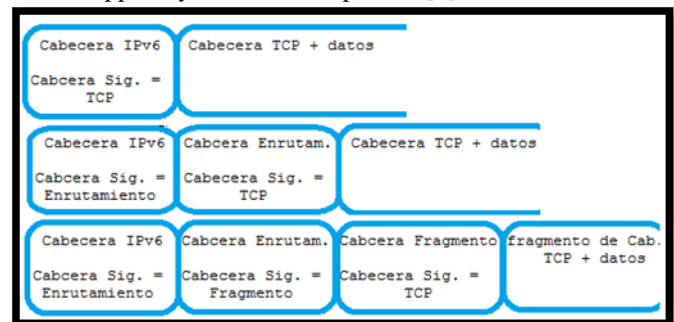 Cabecera IPv6
Cabcera Sig. =
TCP
Cabecera TCP + datos
Cabecera IPv6
Cabcera Sig. =
Enrutamiento
Cabcera Enrutam.
Cabecera Sig. =
TCP
Cabecera TCP + datos
Cabecera IPv6
Cabcera Sig. =
Enrutamiento
Cabcera Enrutam.
Cabecera Sig. =
Fragmento
Cabcera Fragmento
Cabecera Sig. =
TCP
fragmento de Cab.
TCP + datos